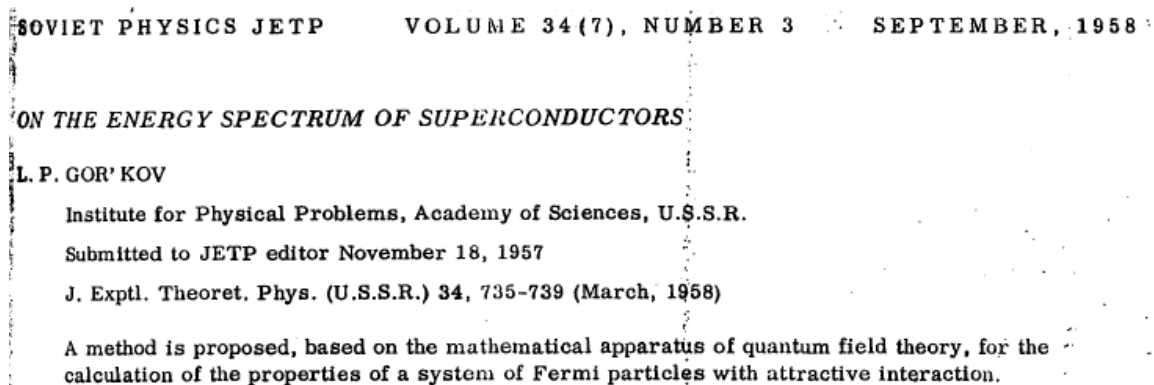 SOVIET PHYSICS JETP VOLUME 34(7), NUMBER 3 SEPTEMBER, 1958
ON THE ENERGY SPECTRUM OF SUPERCONDUCTORS
L. P. GOR' KOV
Institute for Physical Problems, Academy of Sciences, U.S.S.R.
Submitted to JETP editor November 18, 1957
J. Exptl. Theoret. Phys. (U.S.S.R.) 34, 735-739 (March, 1958)
A method is proposed, based on the mathematical apparatus of quantum field theory, for the
calculation of the properties of a system of Fermi particles with attractive interaction.